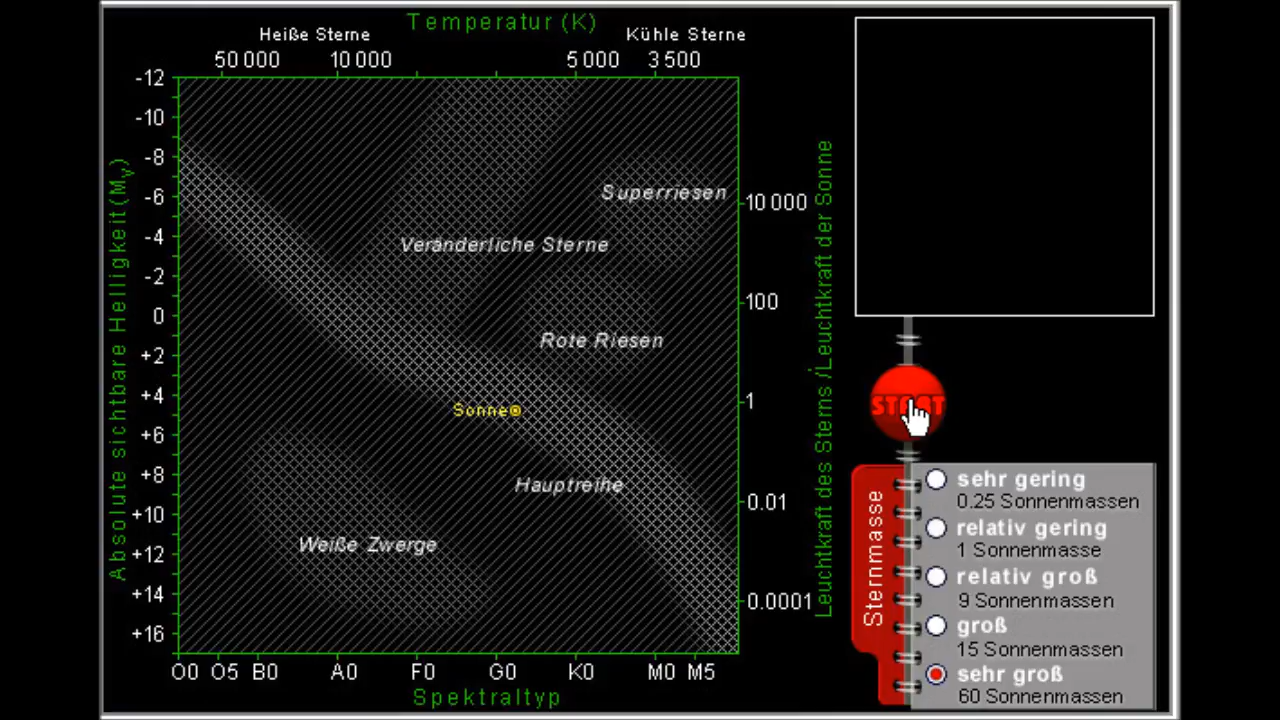 Temperatur (K)
Heiße Sterne
Kühle Sterne
50 000
10 000
5 000
3 500
Absolute sichtbare Helligkeit (Mv)
-12
-10
-8
-6
-4
-2
0
+2
+4
+6
+8
+10
+12
+14
+16
Superriesen
Veränderliche Sterne
Rote Riesen
Sonne
Hauptreihe
Weiße Zwerge
10 000
100
1
0.01
0.0001
Leuchtkraft des Sterns / Leuchtkraft der Sonne
O0 O5 B0 A0 F0 G0 K0 M0 M5
Spektraltyp
START
Sternmasse
sehr gering
0.25 Sonnenmassen
relativ gering
1 Sonnenmasse
relativ groß
9 Sonnenmassen
groß
15 Sonnenmassen
sehr groß
60 Sonnenmassen